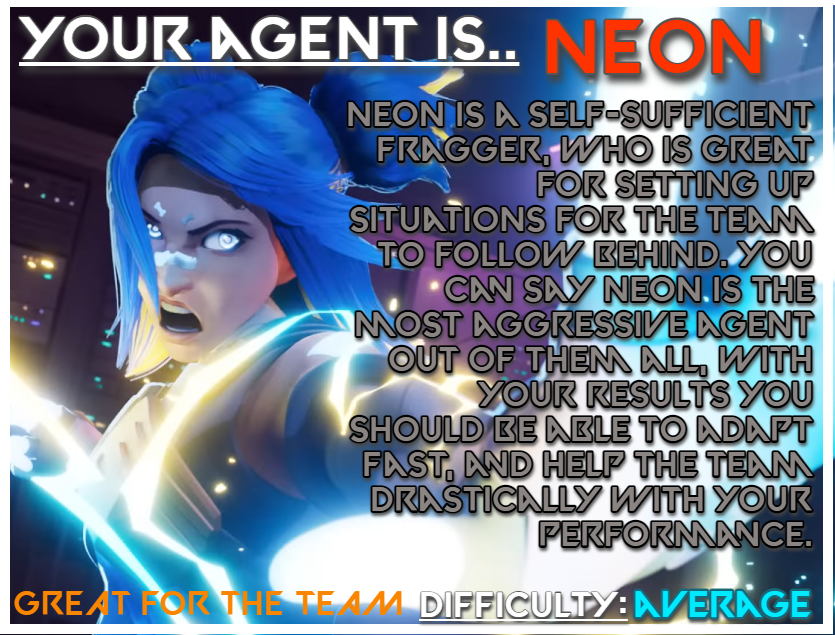 YOUR AGENT IS.. NEON
NEON IS A SELF-SUFFICIENT
FRAGGER, WHO IS GREAT
FOR SETTING UP
SITUATIONS FOR THE TEAM
TO FOLLOW BEHIND. YOU
CAN SAY NEON IS THE
MOST AGGRESSIVE AGENT
OUT OF THEM ALL, WITH
YOUR RESULTS YOU
SHOULD BE ABLE TO ADAPT
FAST, AND HELP THE TEAM
DRASTICALLY WITH YOUR
PERFORMANCE.
GREAT FOR THE TEAM DIFFICULTY: AVERAGE